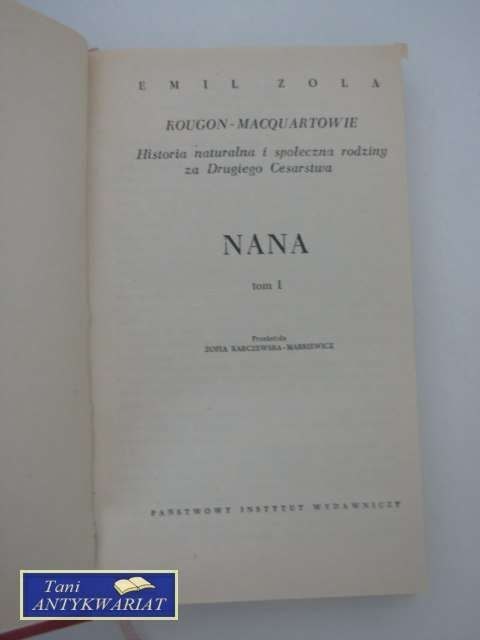 EMIL ZOLA
ROUGON-MACQUARTOWIE
Historia naturalna i społeczna rodziny
za Drugiego Cesarstwa
NANA
tom I
Przełożyła
ZOFIA KARCZEWSKA-MARKIEWICZ
PAŃSTWOWY INSTYTUT WYDAWNICZY
Tani
ANTYKWARIAT